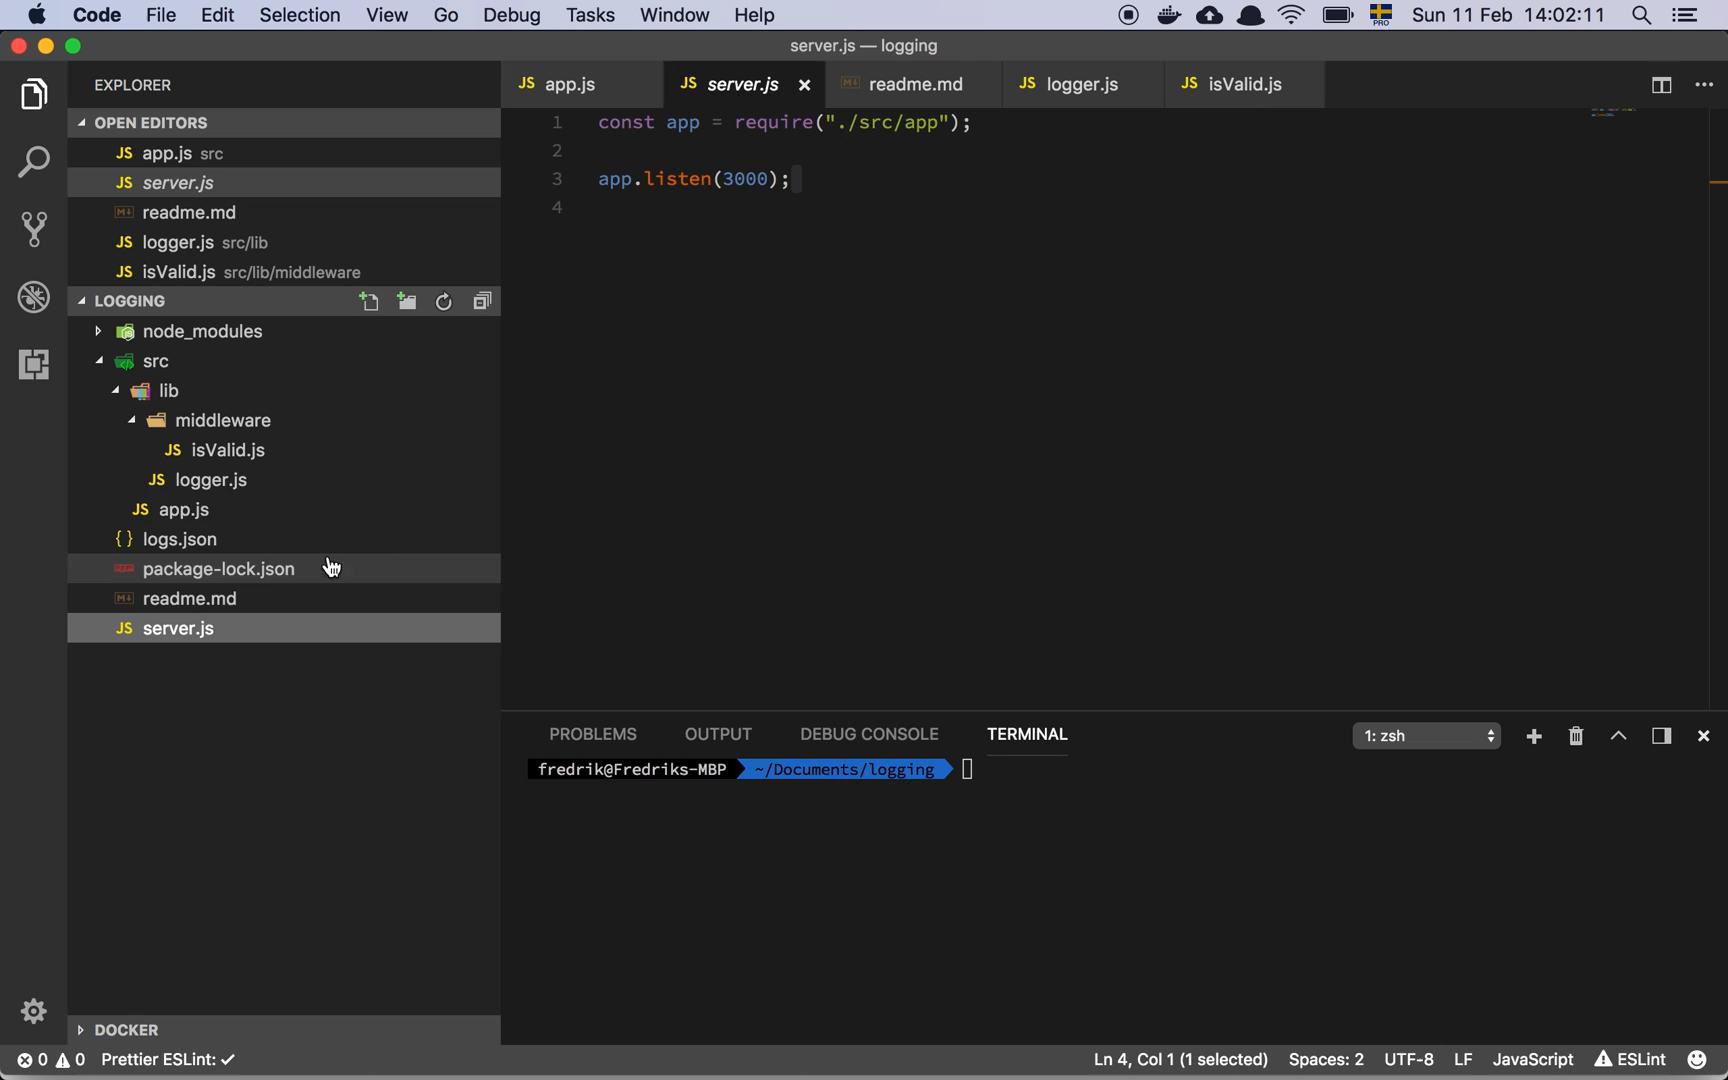 Code File Edit Selection View Go Debug Tasks Window Help PRO Sun 11 Feb 14:02:11
server.js — logging
EXPLORER
OPEN EDITORS
JS app.js src
JS server.js
M↓ readme.md
JS logger.js src/lib
JS isValid.js src/lib/middleware
LOGGING
node_modules
src
lib
middleware
JS isValid.js
JS logger.js
JS app.js
{} logs.json
package-lock.json
M↓ readme.md
JS server.js
DOCKER
JS app.js JS server.js M↓ readme.md JS logger.js JS isValid.js
1 const app = require("./src/app");
2
3 app.listen(3000);
4
PROBLEMS OUTPUT DEBUG CONSOLE TERMINAL 1: zsh
fredrik@Fredriks-MBP ~/Documents/logging
0 0 Prettier ESLint: ✓ Ln 4, Col 1 (1 selected) Spaces: 2 UTF-8 LF JavaScript ESLint